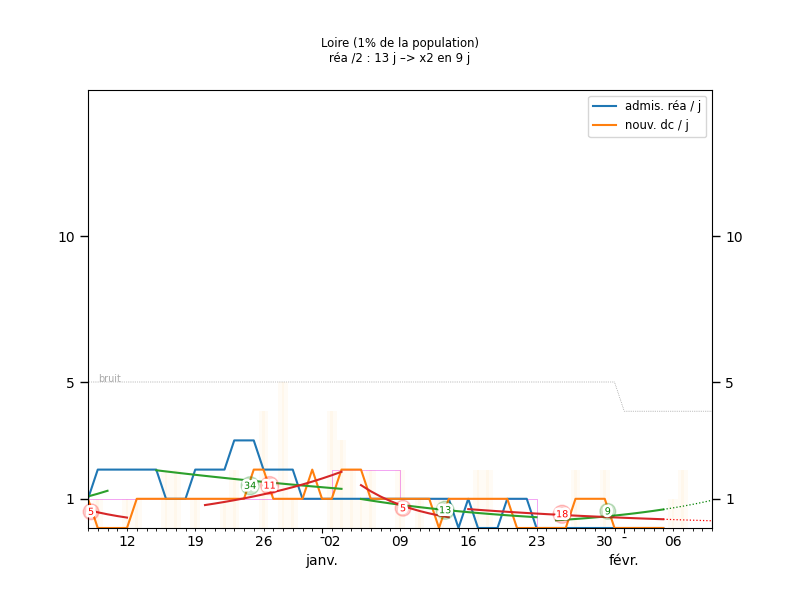 Loire (1% de la population)
réa /2 : 13 j –> x2 en 9 j
admis. réa / j
nouv. dc / j
10 10
bruit
5 5
34 11
1 1
5 5 13 18 9
12 19 26 02 09 16 23 30 06
janv. févr.